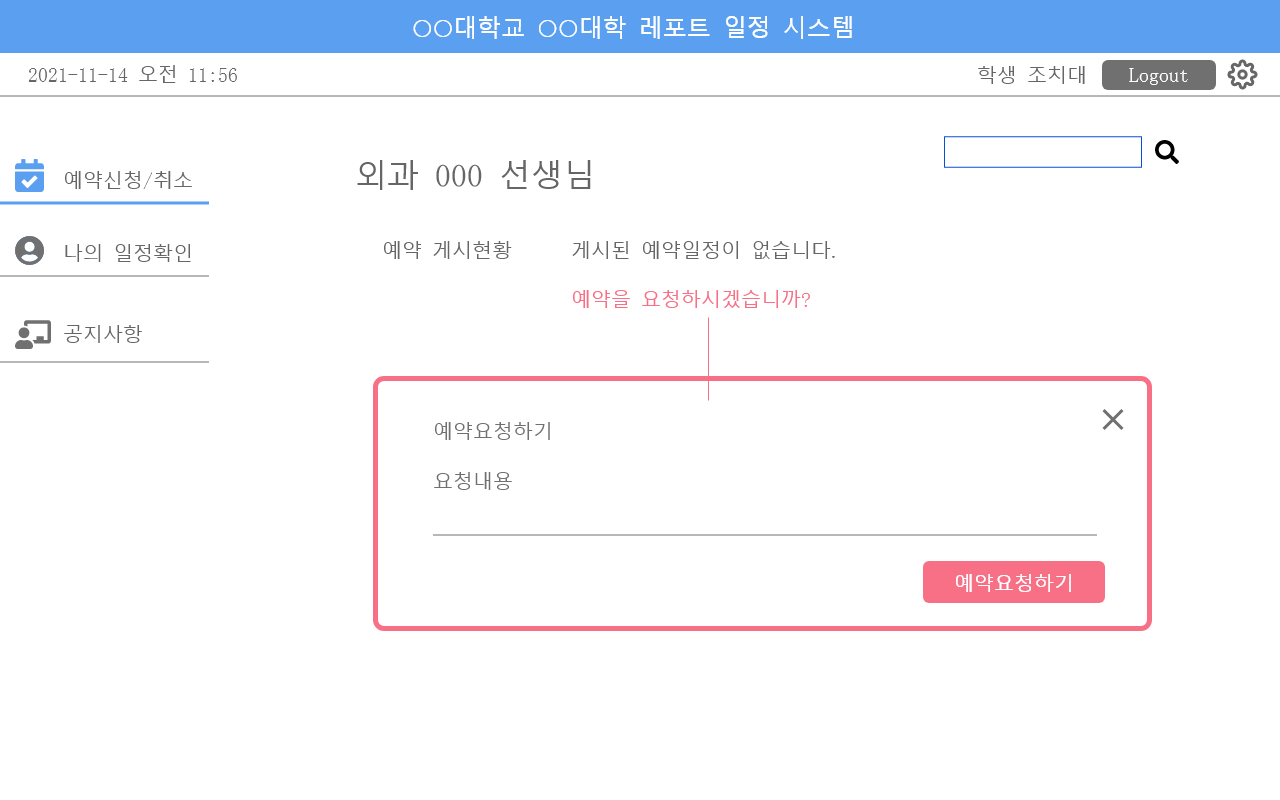 ○○대학교 ○○대학 레포트 일정 시스템
2021-11-14 오전 11:56
학생 조치대
Logout
예약신청/취소
나의 일정확인
공지사항
외과 000 선생님
예약 게시현황
게시된 예약일정이 없습니다.
예약을 요청하시겠습니까?
예약요청하기
요청내용
예약요청하기